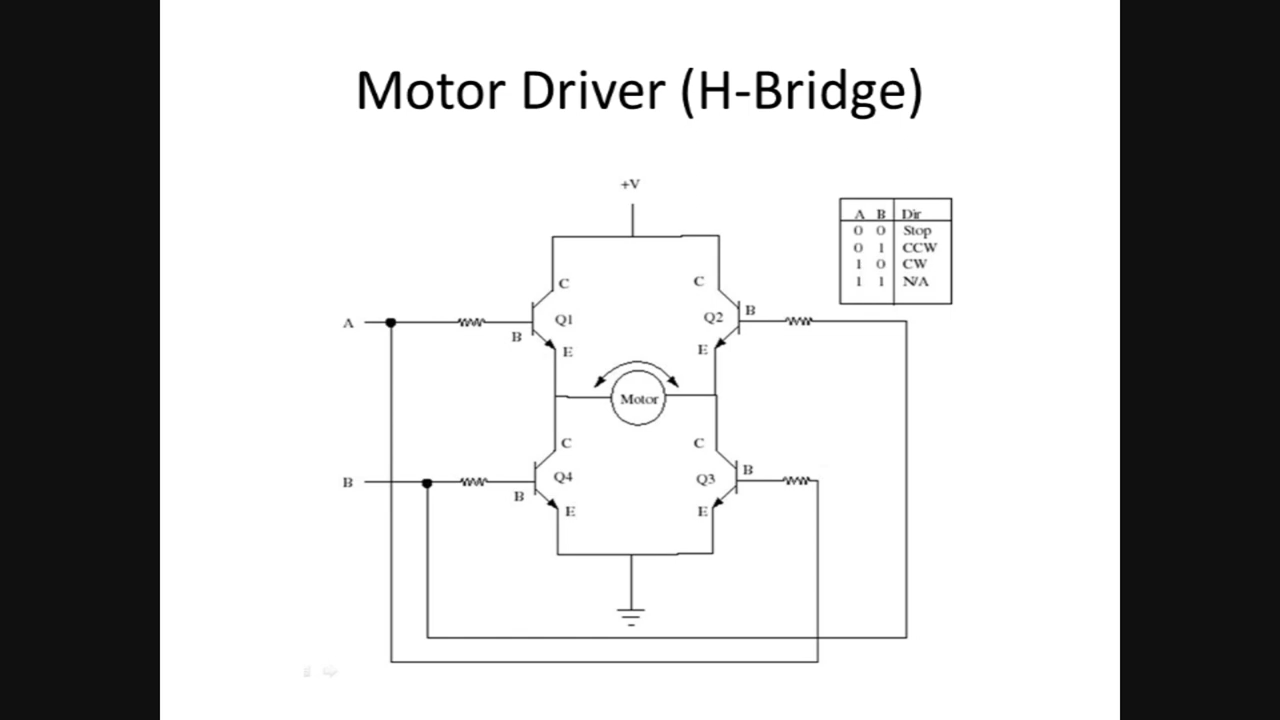 Motor Driver (H-Bridge)
+V
A B Dir
0 0 Stop
0 1 CCW
1 0 CW
1 1 N/A
C
C
A
B
Q1
E
Q2
B
E
Motor
C
C
B
B
Q4
E
Q3
B
E